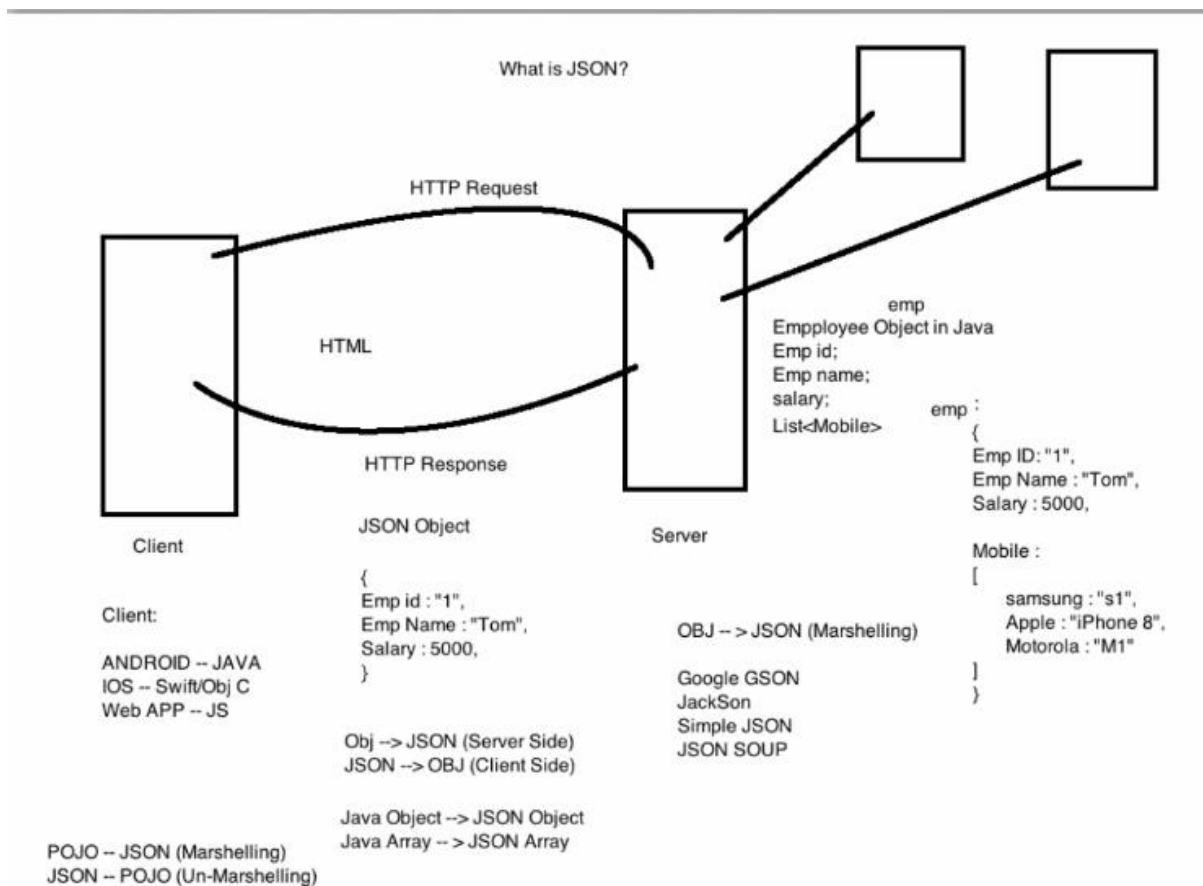 What is JSON?
HTTP Request
HTML
HTTP Response
Client
Server
emp
Empployee Object in Java
Emp id;
Emp name;
salary;
List<Mobile>
emp :
{
Emp ID: "1",
Emp Name : "Tom",
Salary : 5000,
Mobile :
[
samsung : "s1",
Apple : "iPhone 8",
Motorola : "M1"
]
}
JSON Object
{
Emp id : "1",
Emp Name : "Tom",
Salary : 5000,
}
Client:
ANDROID -- JAVA
IOS -- Swift/Obj C
Web APP -- JS
OBJ -- > JSON (Marshelling)
Google GSON
JackSon
Simple JSON
JSON SOUP
Obj --> JSON (Server Side)
JSON --> OBJ (Client Side)
Java Object --> JSON Object
Java Array -- > JSON Array
POJO -- JSON (Marshelling)
JSON -- POJO (Un-Marshelling)